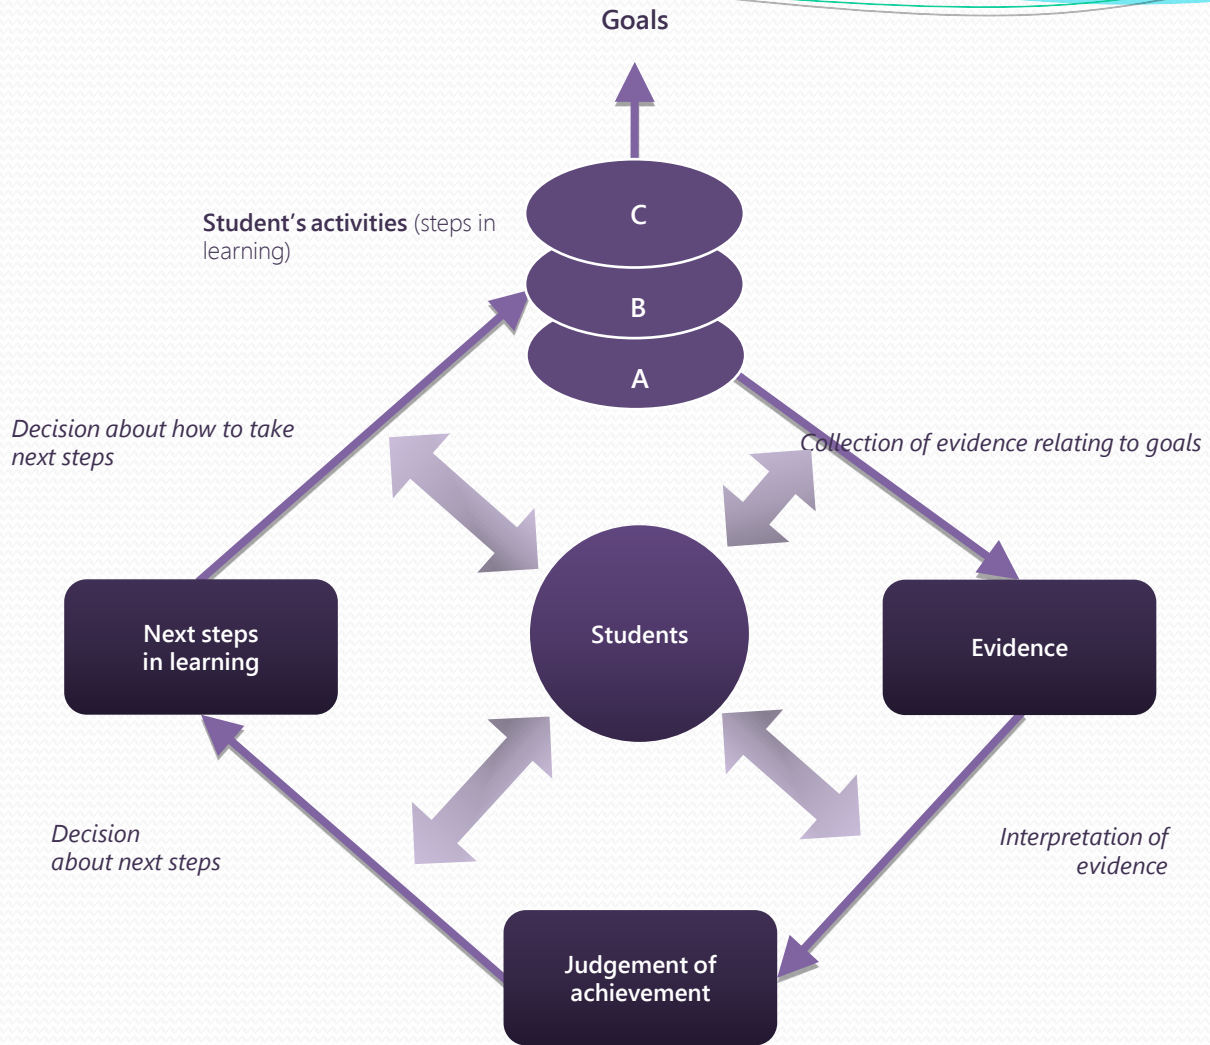 Goals
C
Student's activities (steps in
learning)
B
A
Decision about how to take
next steps
Collection of evidence relating to goals
Next steps
in learning
Students
Evidence
Decision
about next steps
Interpretation of
evidence
Judgement of
achievement